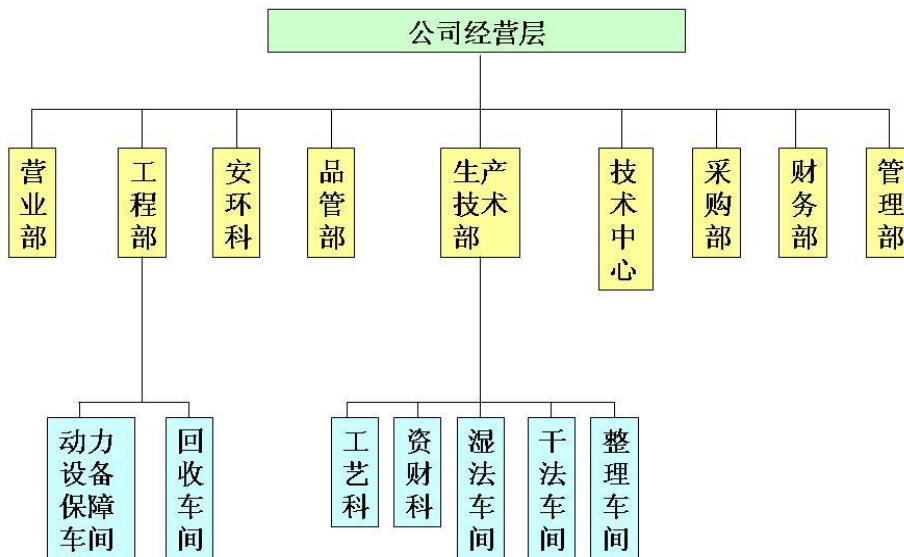 公司经营层
营业部
工程部
安环科
品管部
生产技术部
技术中心
采购部
财务部
管理部
动力设备保障车间
回收车间
工艺科
资财科
湿法车间
干法车间
整理车间